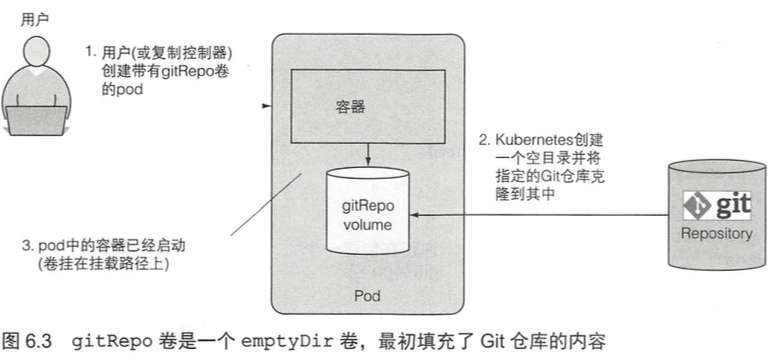 用户
1. 用户(或复制控制器)
创建带有gitRepo卷
的pod
容器
2. Kubernetes创建
一个空目录并将
指定的Git仓库克
隆到其中
gitRepo
volume
git
Repository
3. pod中的容器已经启动
(卷挂在挂载路径上)
Pod
图 6.3 gitRepo 卷是一个 emptyDir 卷，最初填充了 Git 仓库的内容